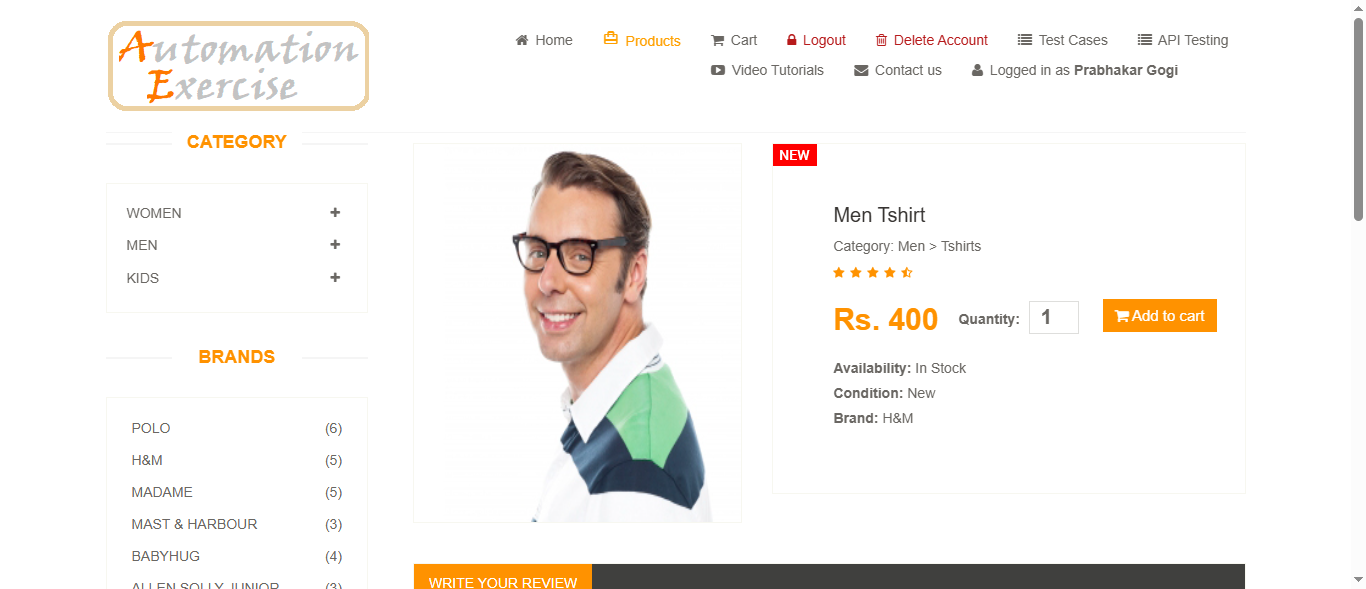 Automation
Exercise
Home
Products
Cart
Logout
Delete Account
Test Cases
API Testing
Video Tutorials
Contact us
Logged in as Prabhakar Gogi
CATEGORY
WOMEN
MEN
KIDS
BRANDS
POLO (6)
H&M (5)
MADAME (5)
MAST & HARBOUR (3)
BABYHUG (4)
ALLEN SOLLY JUNIOR (3)
NEW
Men Tshirt
Category: Men > Tshirts
Rs. 400 Quantity: 1 Add to cart
Availability: In Stock
Condition: New
Brand: H&M
WRITE YOUR REVIEW